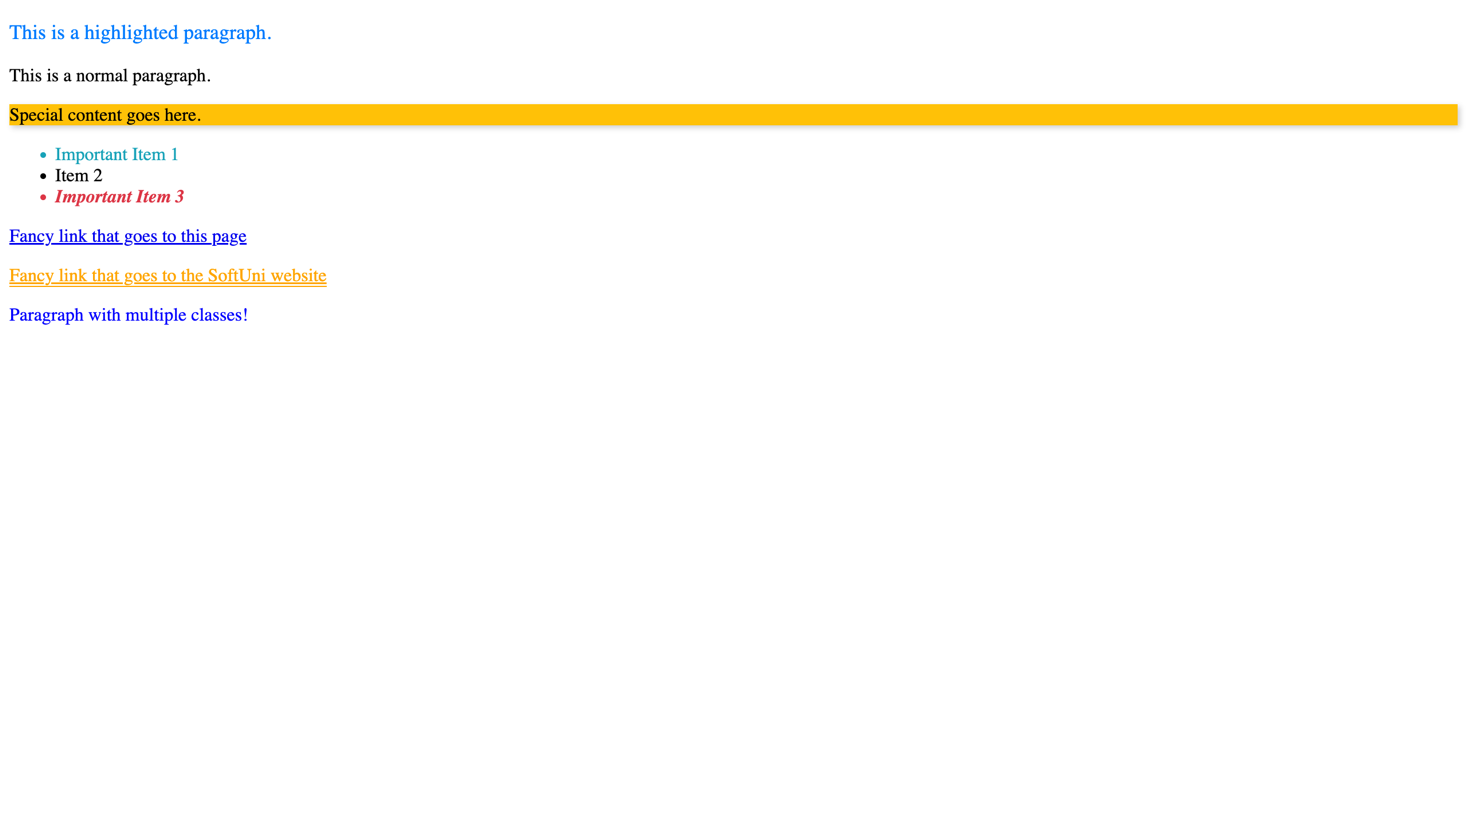 This is a highlighted paragraph.
This is a normal paragraph.
Special content goes here.
Important Item 1
Item 2
Important Item 3
Fancy link that goes to this page
Fancy link that goes to the SoftUni website
Paragraph with multiple classes!